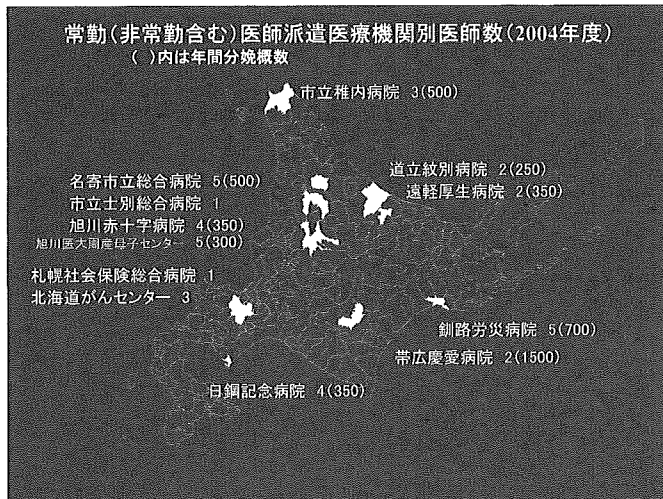 常勤(非常勤含む)医師派遣医療機関別医師数(2004年度)
( )内は年間分娩概数
市立稚内病院 3(500)
道立紋別病院 2(250)
遠軽厚生病院 2(350)
名寄市立総合病院 5(500)
市立士別総合病院 1
旭川赤十字病院 4(350)
旭川医大周産母子センター 5(300)
札幌社会保険総合病院 1
北海道がんセンター 3
釧路労災病院 5(700)
帯広慶愛病院 2(1500)
日鋼記念病院 4(350)